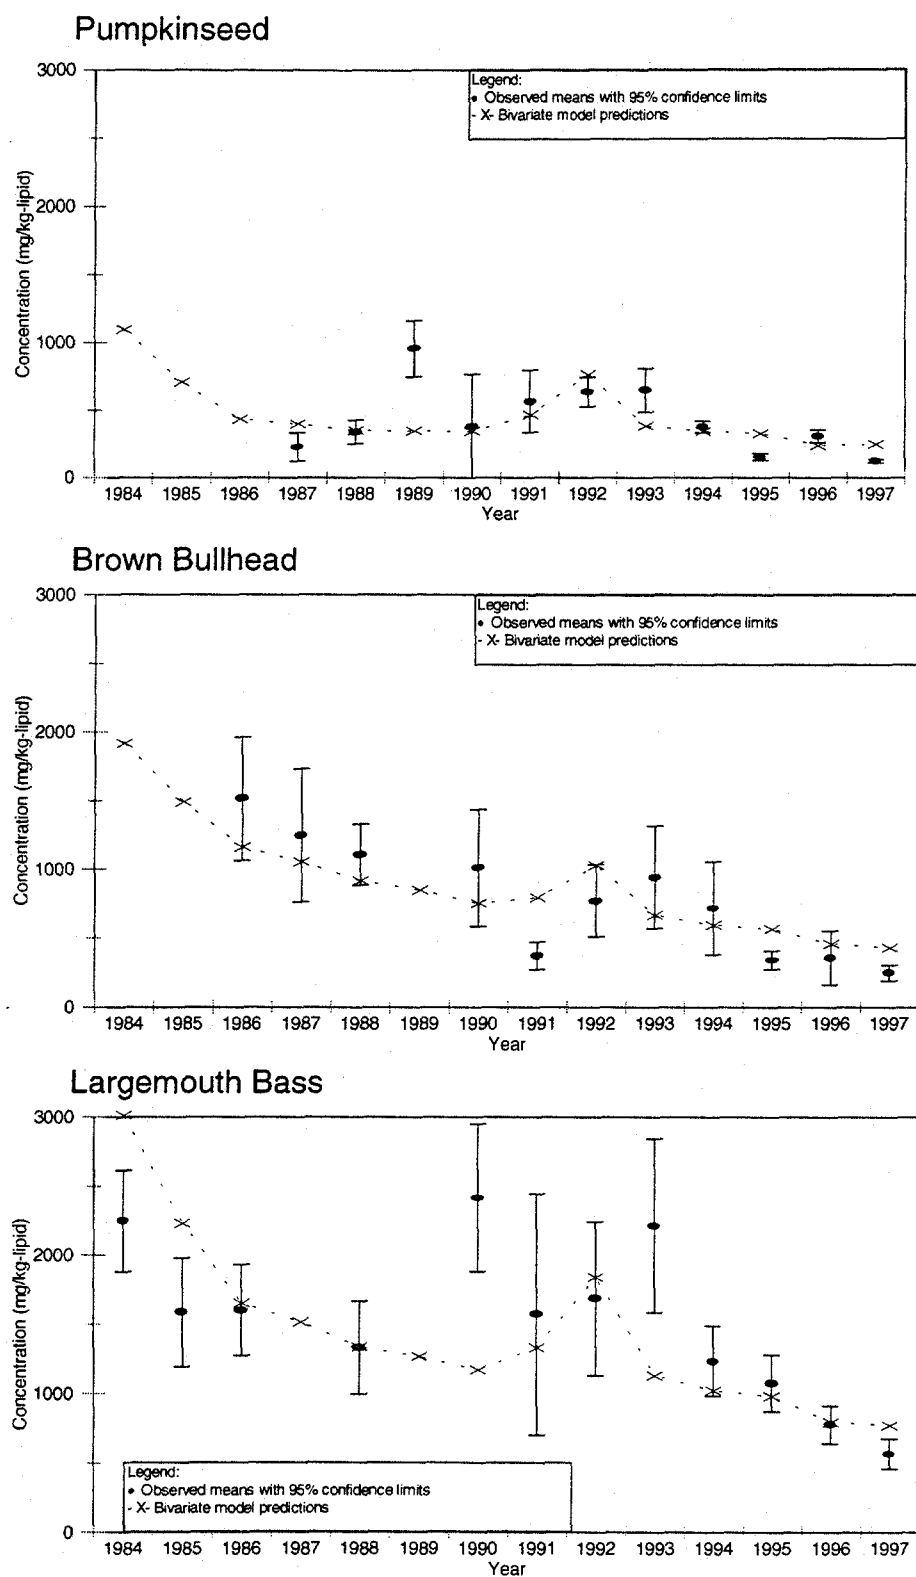 Pumpkinseed
Legend:
• Observed means with 95% confidence limits
- X- Bivariate model predictions
Concentration (mg/kg-lipid)
3000
2000
1000
0
1984 1985 1986 1987 1988 1989 1990 1991 1992 1993 1994 1995 1996 1997
Year
Brown Bullhead
Legend:
• Observed means with 95% confidence limits
- X- Bivariate model predictions
Concentration (mg/kg-lipid)
3000
2000
1000
0
1984 1985 1986 1987 1988 1989 1990 1991 1992 1993 1994 1995 1996 1997
Year
Largemouth Bass
Concentration (mg/kg-lipid)
3000
2000
1000
0
Legend:
• Observed means with 95% confidence limits
- X- Bivariate model predictions
1984 1985 1986 1987 1988 1989 1990 1991 1992 1993 1994 1995 1996 1997
Year